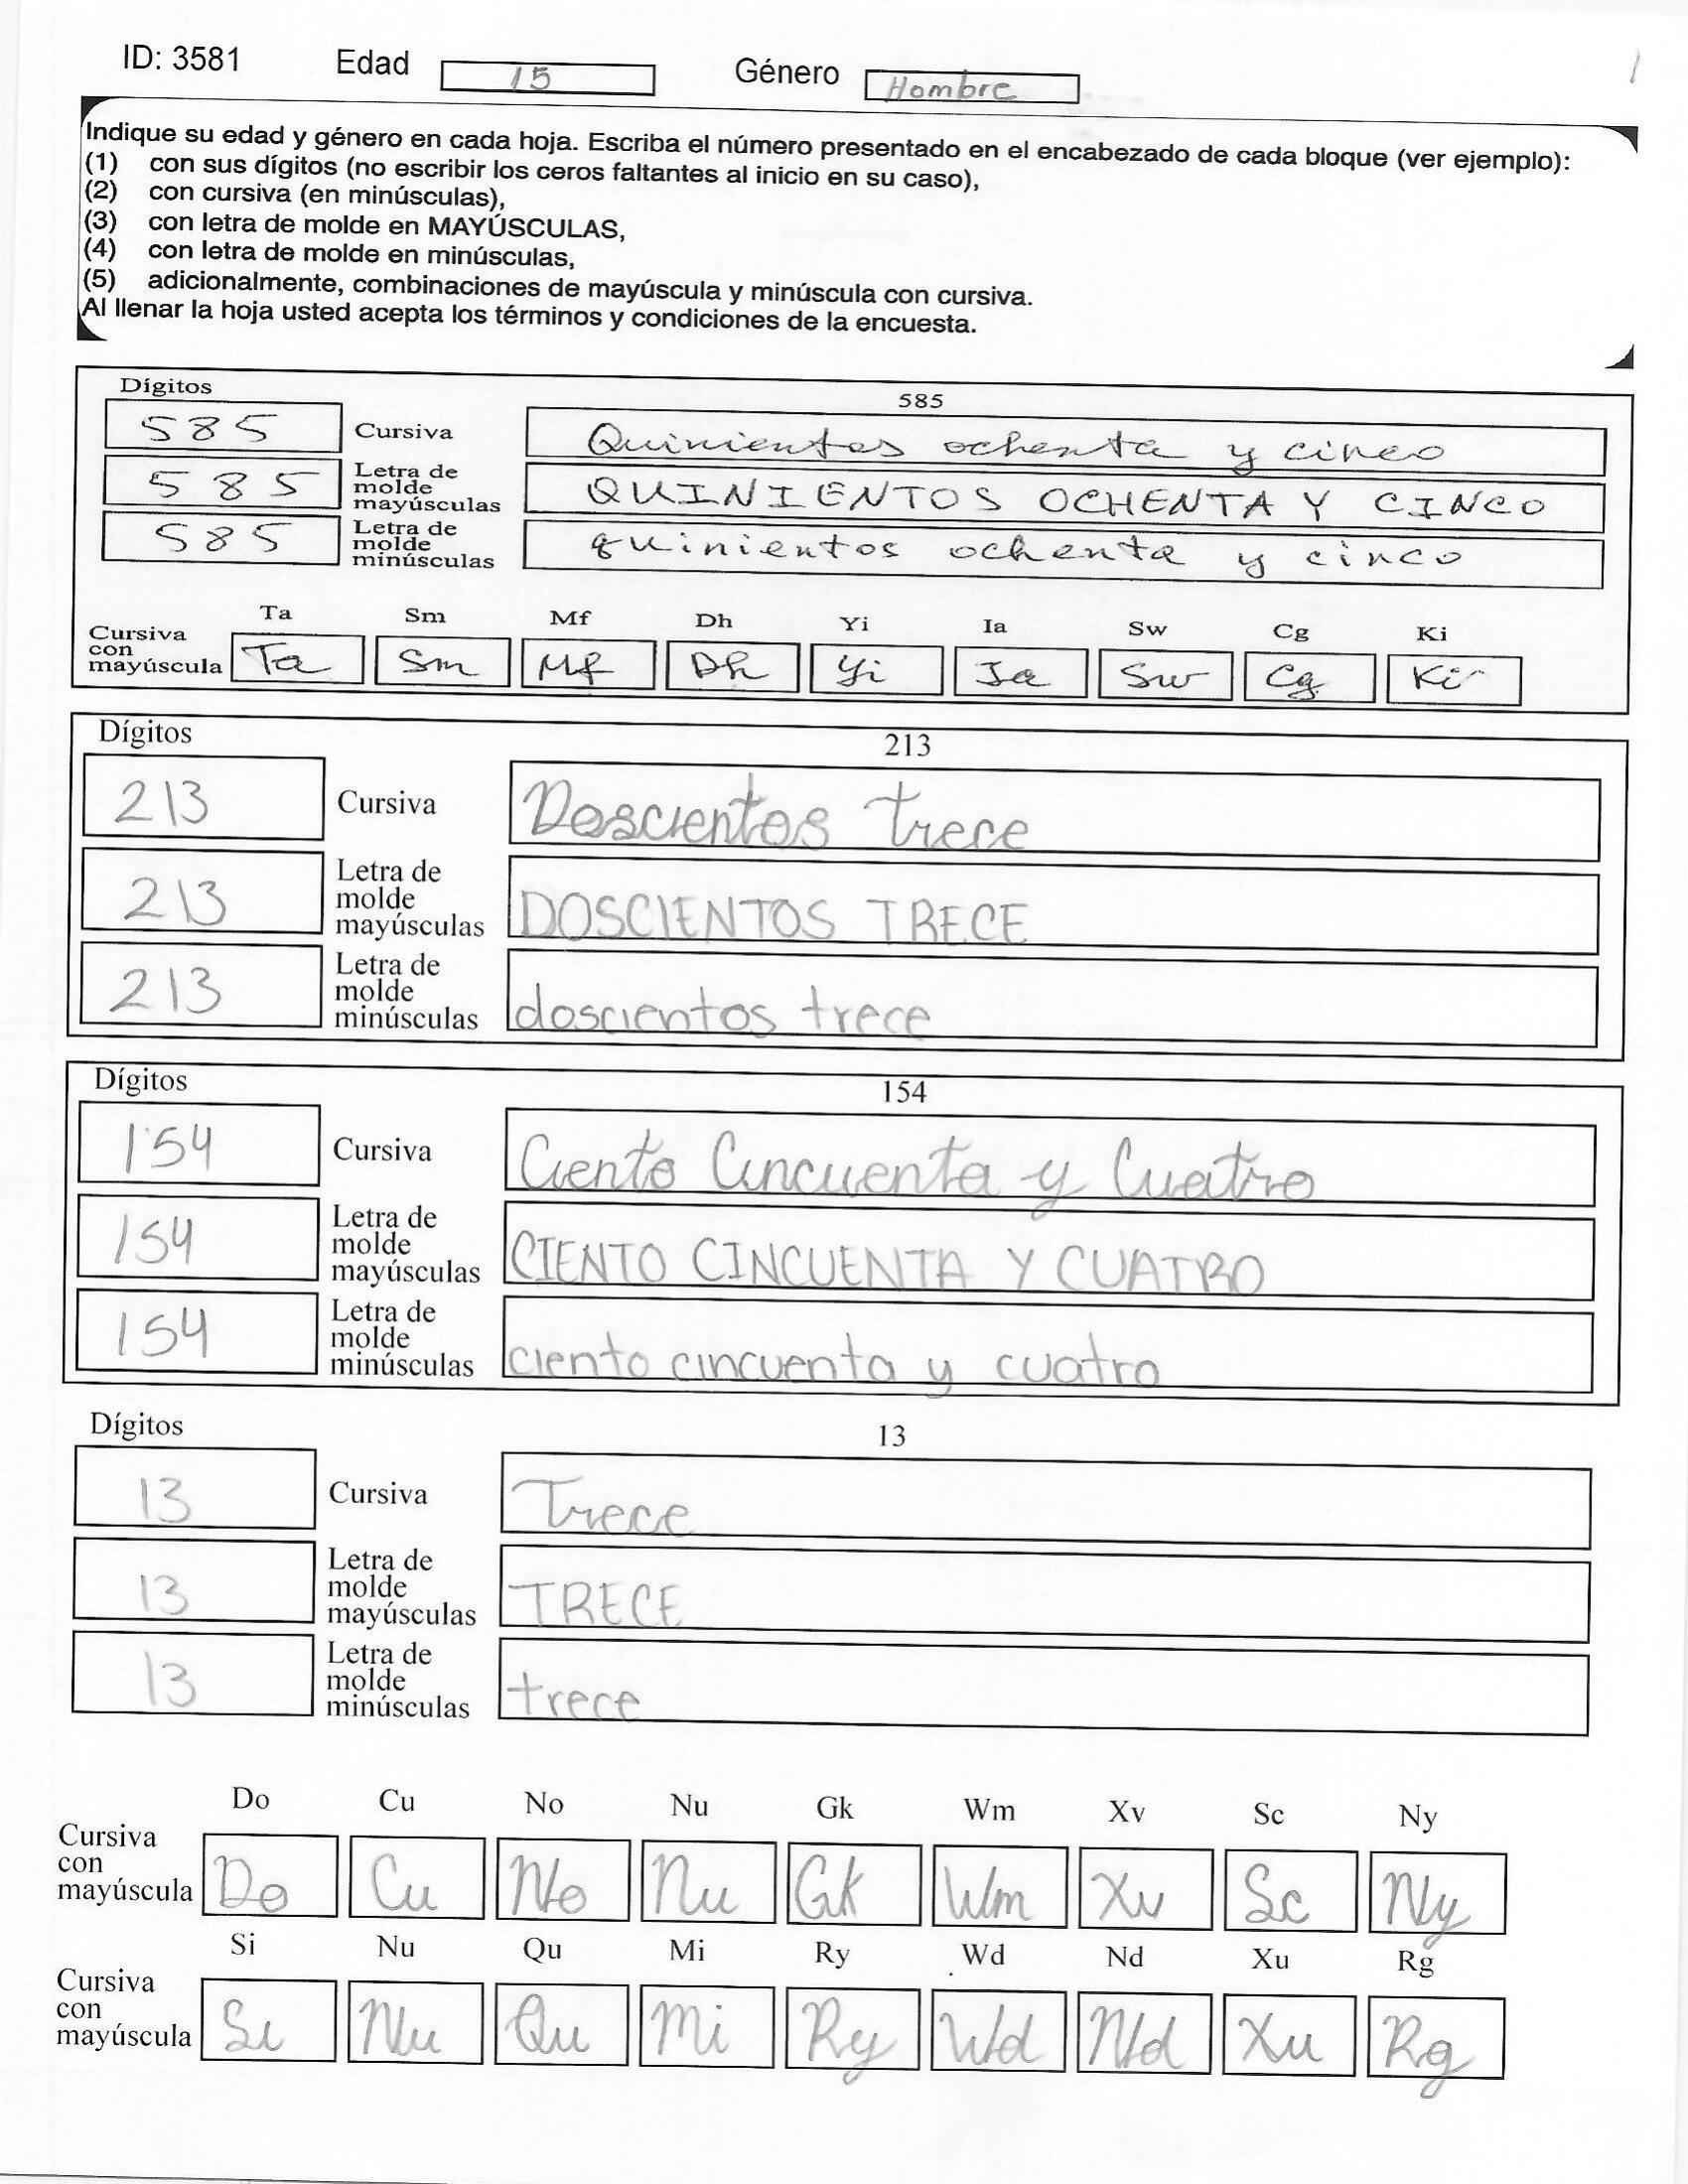 ID: 3581 Edad 15 Género Hombre 1
Indique su edad y género en cada hoja. Escriba el número presentado en el encabezado de cada bloque (ver ejemplo):
(1) con sus dígitos (no escribir los ceros faltantes al inicio en su caso),
(2) con cursiva (en minúsculas),
(3) con letra de molde en MAYÚSCULAS,
(4) con letra de molde en minúsculas,
(5) adicionalmente, combinaciones de mayúscula y minúscula con cursiva.
Al llenar la hoja usted acepta los términos y condiciones de la encuesta.
Dígitos 585
585 Cursiva Quinientos ochenta y cinco
585 Letra de molde mayúsculas QUINIENTOS OCHENTA Y CINCO
585 Letra de molde minúsculas quinientos ochenta y cinco
Ta Sm Mf Dh Yi Ia Sw Cg Ki
Cursiva con mayúscula Ta Sm Mf Dh Yi Ia Sw Cg Ki
Dígitos 213
213 Cursiva Doscientos trece
213 Letra de molde mayúsculas DOSCIENTOS TRECE
213 Letra de molde minúsculas doscientos trece
Dígitos 154
154 Cursiva Ciento Cincuenta y Cuatro
154 Letra de molde mayúsculas CIENTO CINCUENTA Y CUATRO
154 Letra de molde minúsculas ciento cincuenta y cuatro
Dígitos 13
13 Cursiva Trece
13 Letra de molde mayúsculas TRECE
13 Letra de molde minúsculas trece
Do Cu No Nu Gk Wm Xv Sc Ny
Cursiva con mayúscula Do Cu No Nu Gk Wm Xv Sc Ny
Si Nu Qu Mi Ry Wd Nd Xu Rg
Cursiva con mayúscula Si Nu Qu Mi Ry Wd Nd Xu Rg